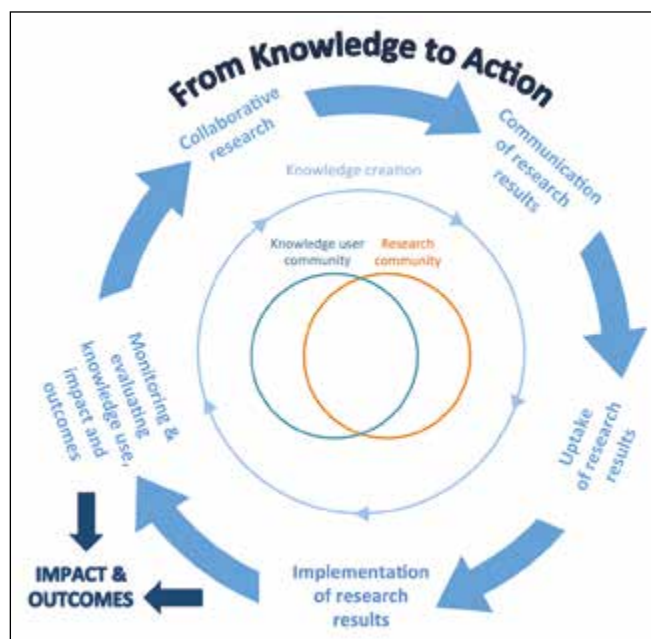 From Knowledge to Action
Collaborative
research
Communication
of research
results
Knowledge creation
Knowledge user
community
Research
community
Monitoring &
evaluating
knowledge use,
impact and
outcomes
Uptake
of research
results
Implementation
of research
results
IMPACT &
OUTCOMES